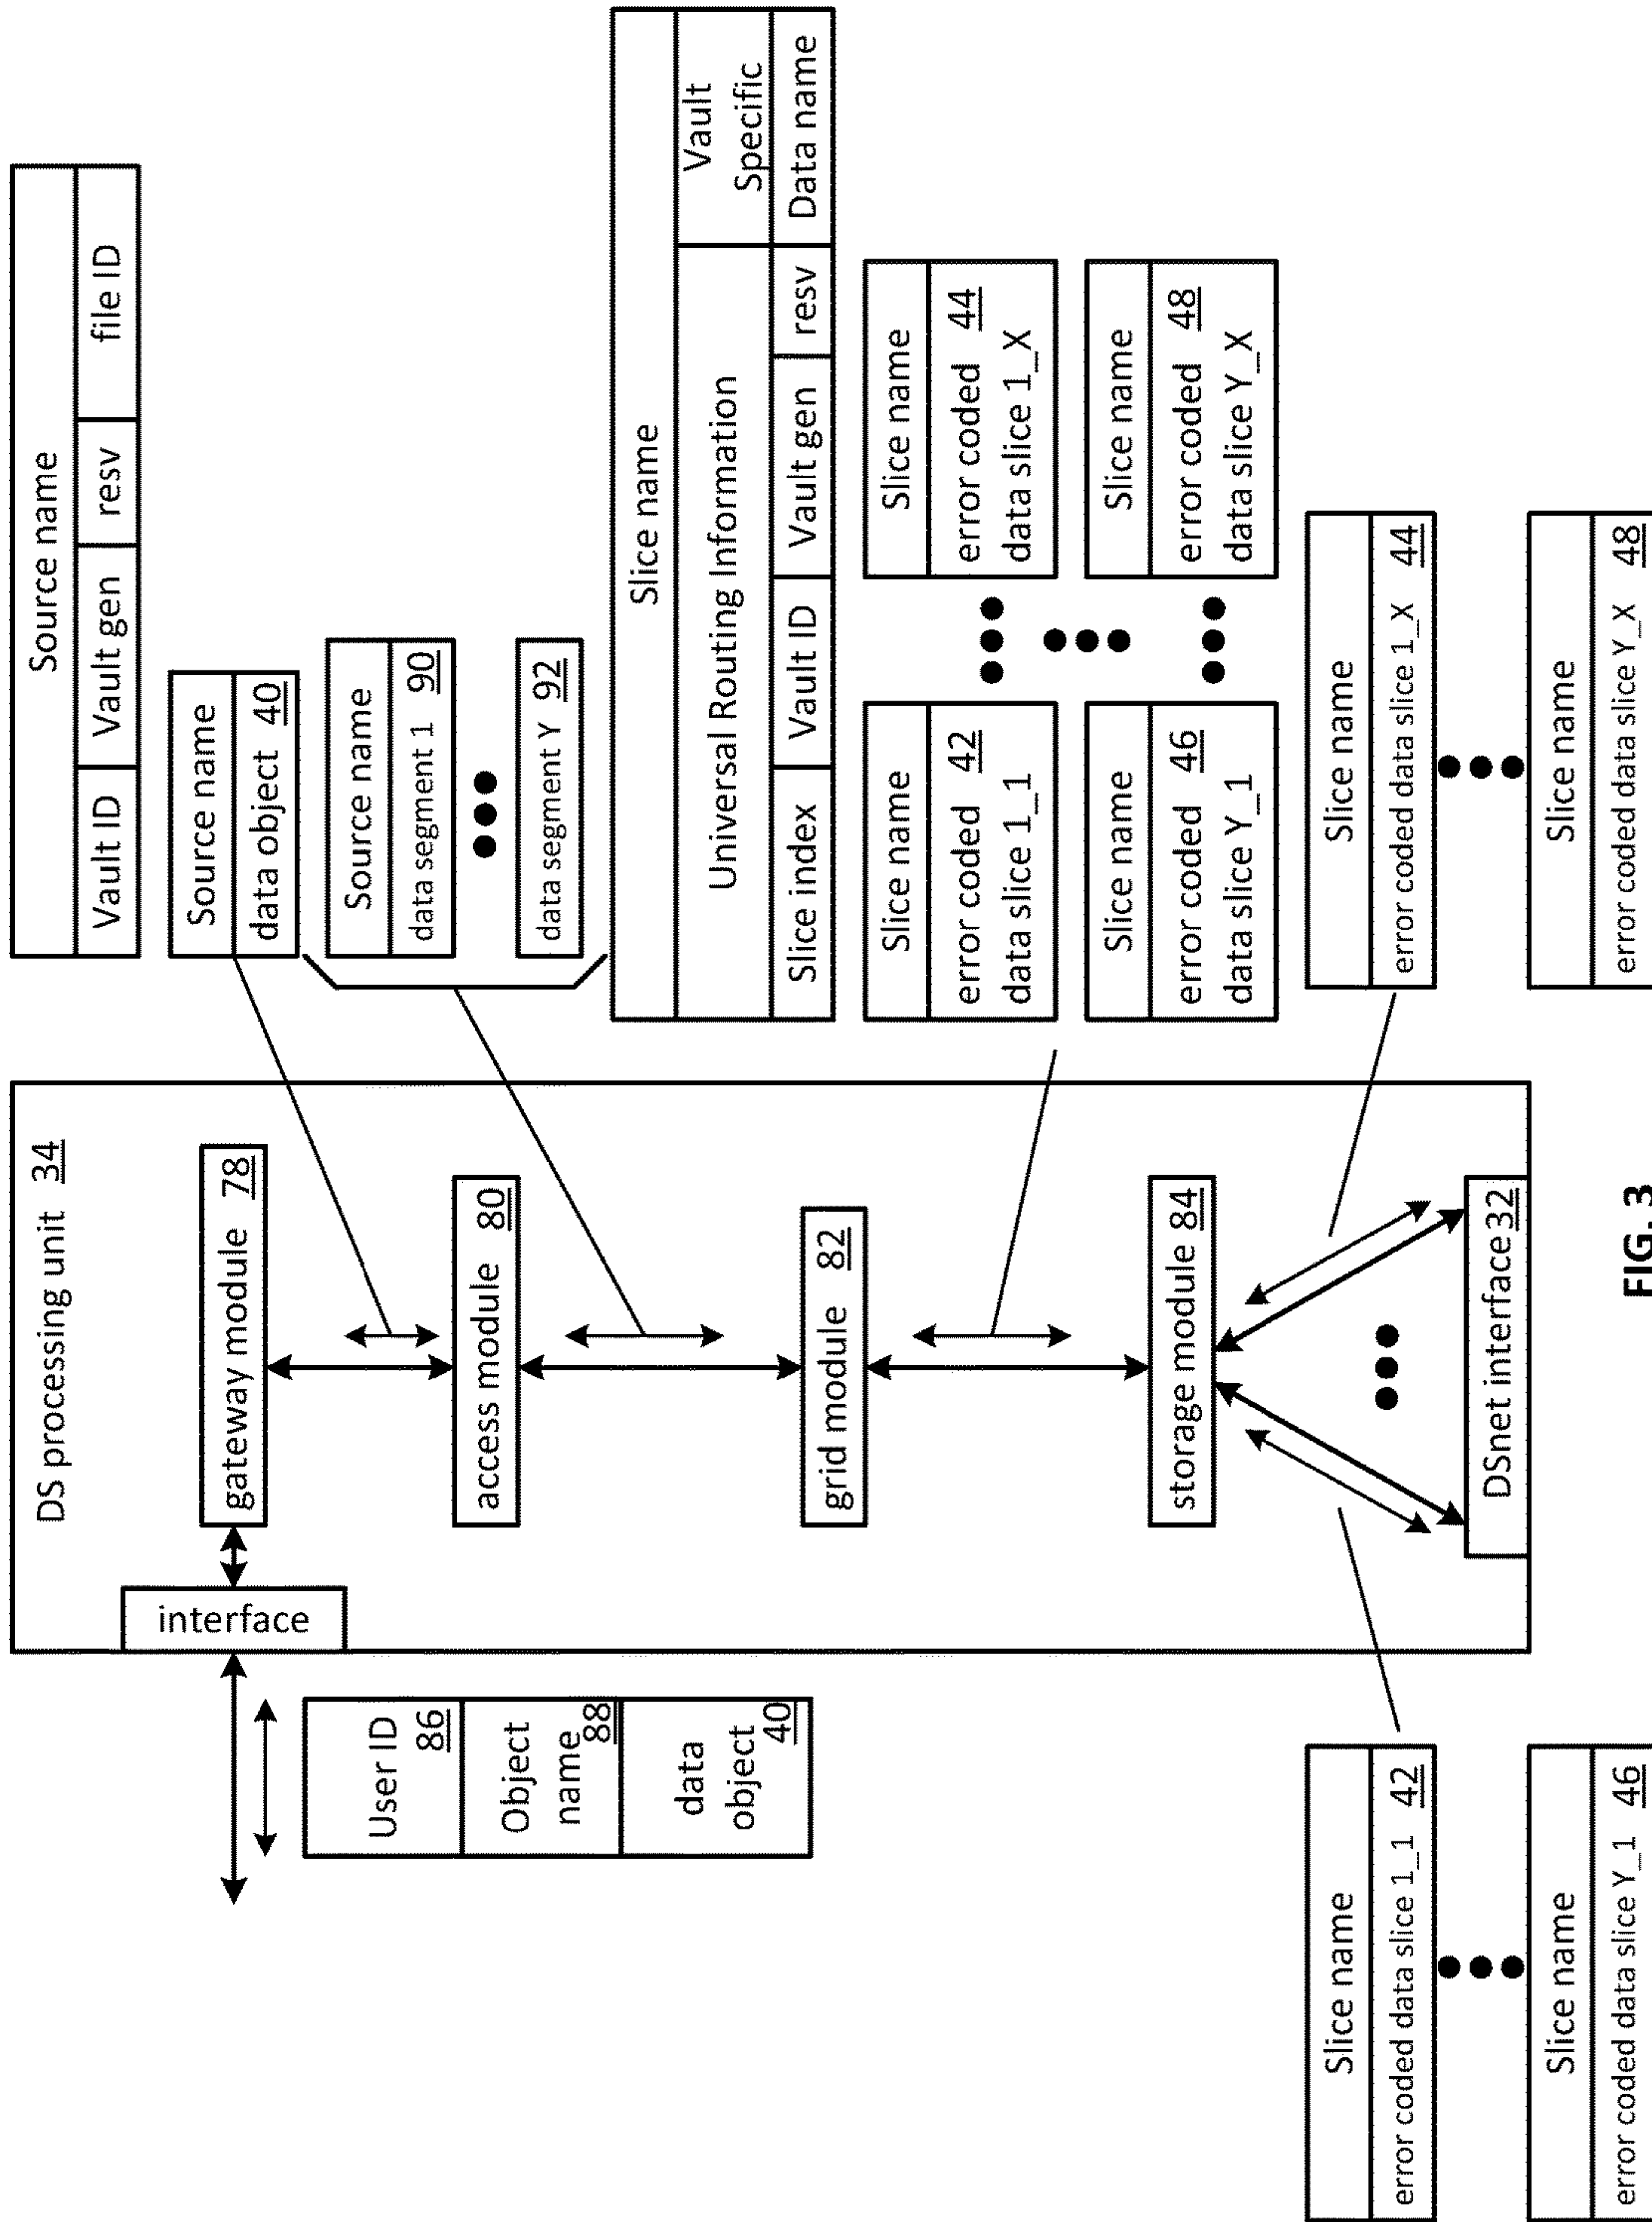 DS processing unit 34
interface
gateway module 78
access module 80
grid module 82
storage module 84
DSnet interface 32
User ID
86
Object
name 88
data
object 40
Source name
Vault ID
Vault gen
resv
file ID
Source name
data object 40
Source name
data segment 1 90
data segment Y 92
Slice name
Universal Routing Information
Vault
Specific
Slice index
Vault ID
Vault gen
resv
Data name
Slice name
error coded 42
data slice 1_1
Slice name
error coded 44
data slice 1_X
Slice name
error coded 46
data slice Y_1
Slice name
error coded 48
data slice Y_X
Slice name
error coded data slice 1_1 42
Slice name
error coded data slice Y_1 46
Slice name
error coded data slice 1_X 44
Slice name
error coded data slice Y_X 48
FIG. 3